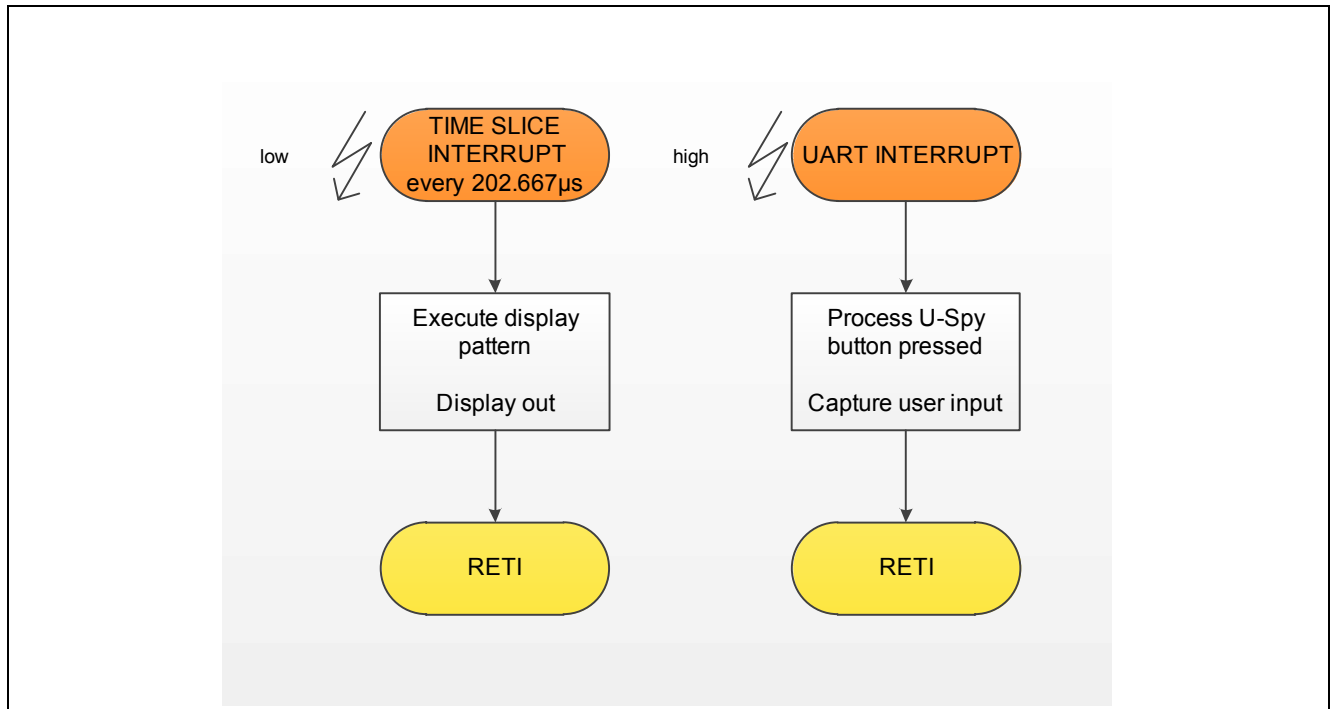 low
TIME SLICE
INTERRUPT
every 202.667µs
Execute display
pattern
Display out
RETI
high
UART INTERRUPT
Process U-Spy
button pressed
Capture user input
RETI